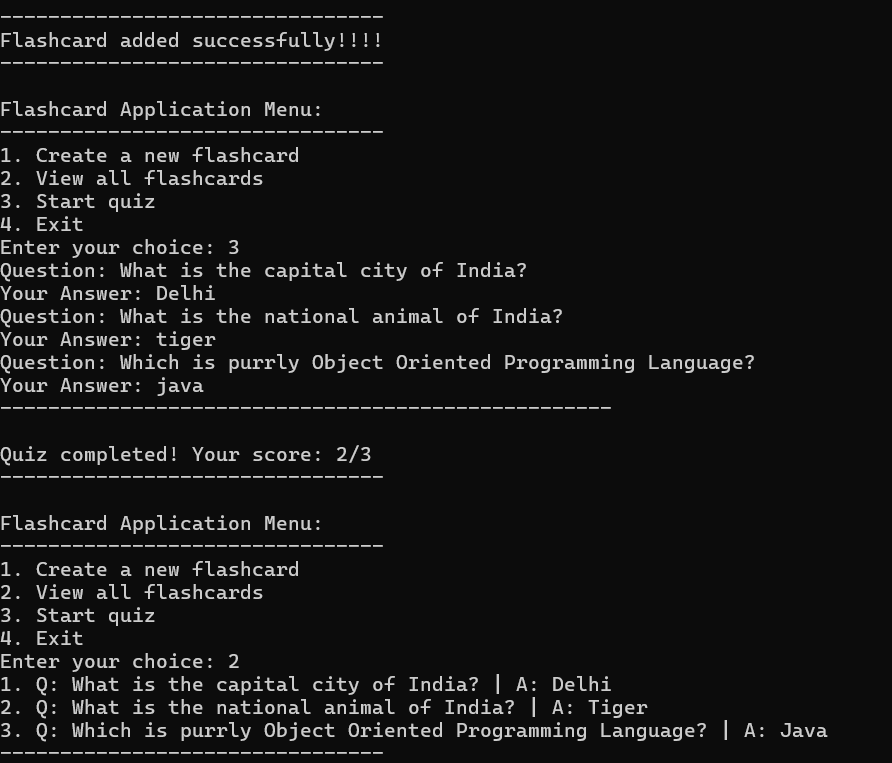 --------------------------------
Flashcard added successfully!!!!
--------------------------------
Flashcard Application Menu:
--------------------------------
1. Create a new flashcard
2. View all flashcards
3. Start quiz
4. Exit
Enter your choice: 3
Question: What is the capital city of India?
Your Answer: Delhi
Question: What is the national animal of India?
Your Answer: tiger
Question: Which is purrly Object Oriented Programming Language?
Your Answer: java
---------------------------------------------------
Quiz completed! Your score: 2/3
--------------------------------
Flashcard Application Menu:
--------------------------------
1. Create a new flashcard
2. View all flashcards
3. Start quiz
4. Exit
Enter your choice: 2
1. Q: What is the capital city of India? | A: Delhi
2. Q: What is the national animal of India? | A: Tiger
3. Q: Which is purrly Object Oriented Programming Language? | A: Java
--------------------------------